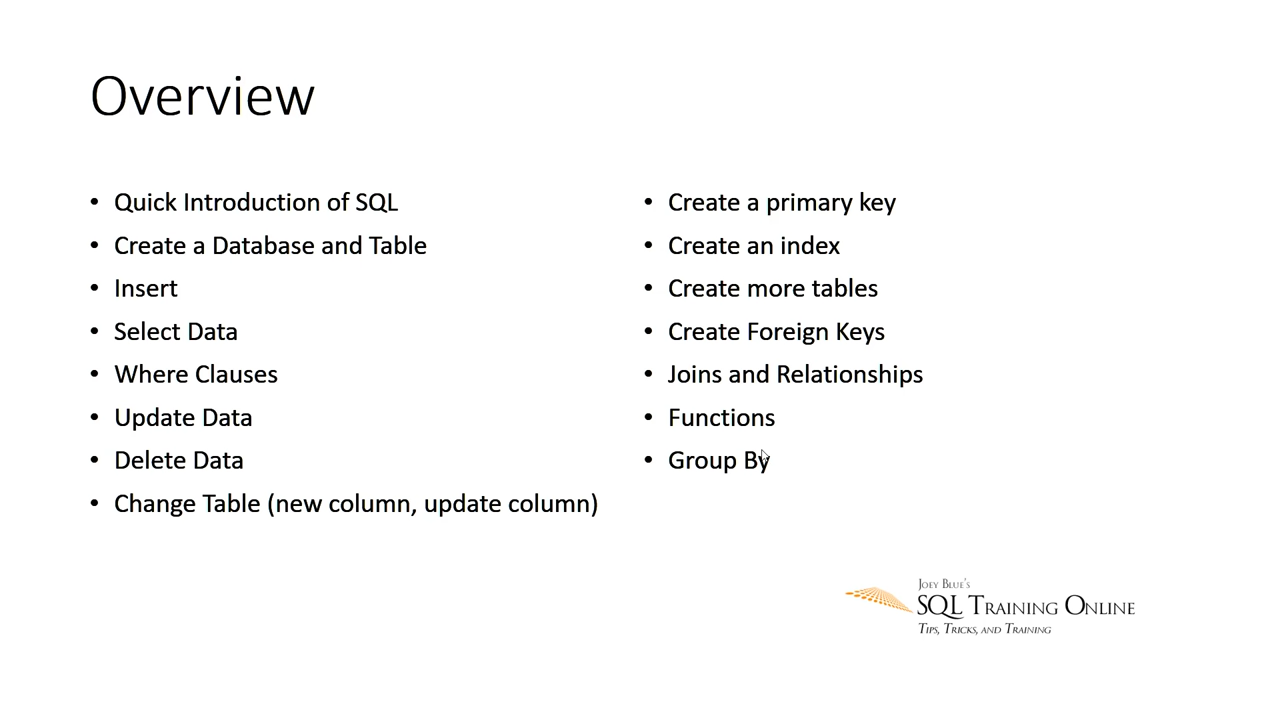 Overview
• Quick Introduction of SQL
• Create a Database and Table
• Insert
• Select Data
• Where Clauses
• Update Data
• Delete Data
• Change Table (new column, update column)
• Create a primary key
• Create an index
• Create more tables
• Create Foreign Keys
• Joins and Relationships
• Functions
• Group By
Joey Blue's
SQL Training Online
Tips, Tricks, and Training